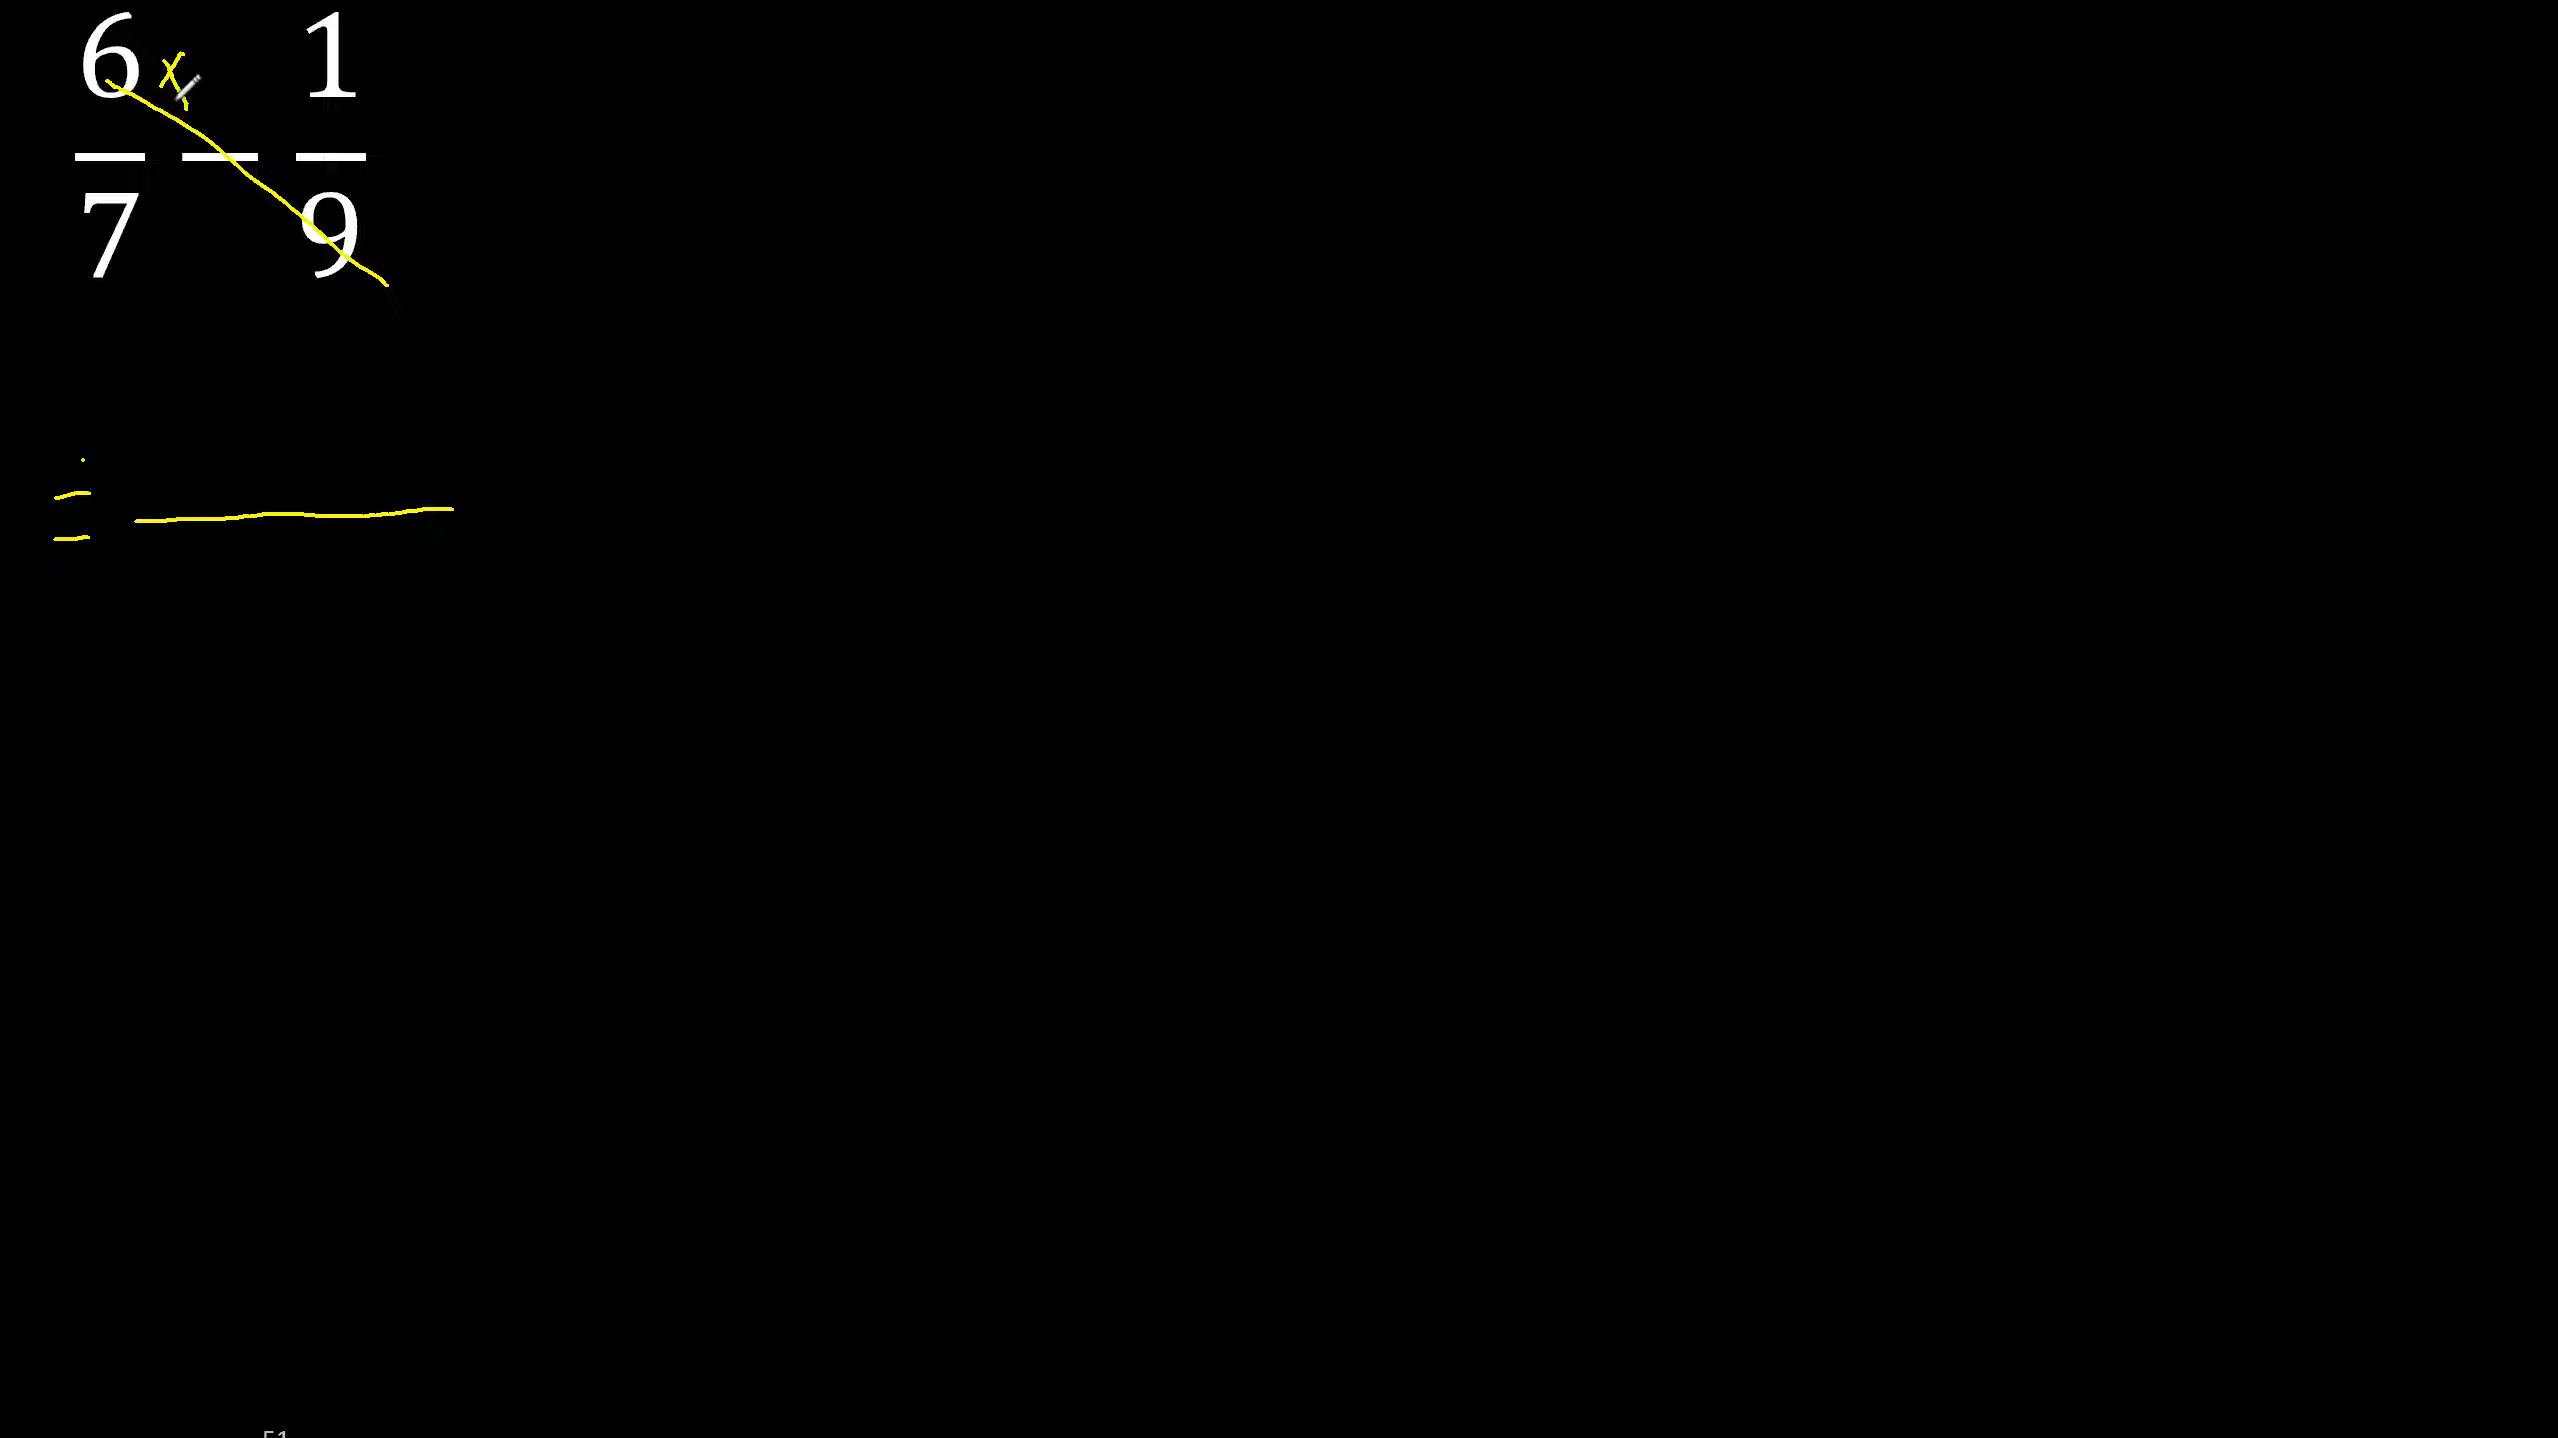 6 x 1
— — —
7 9
= —